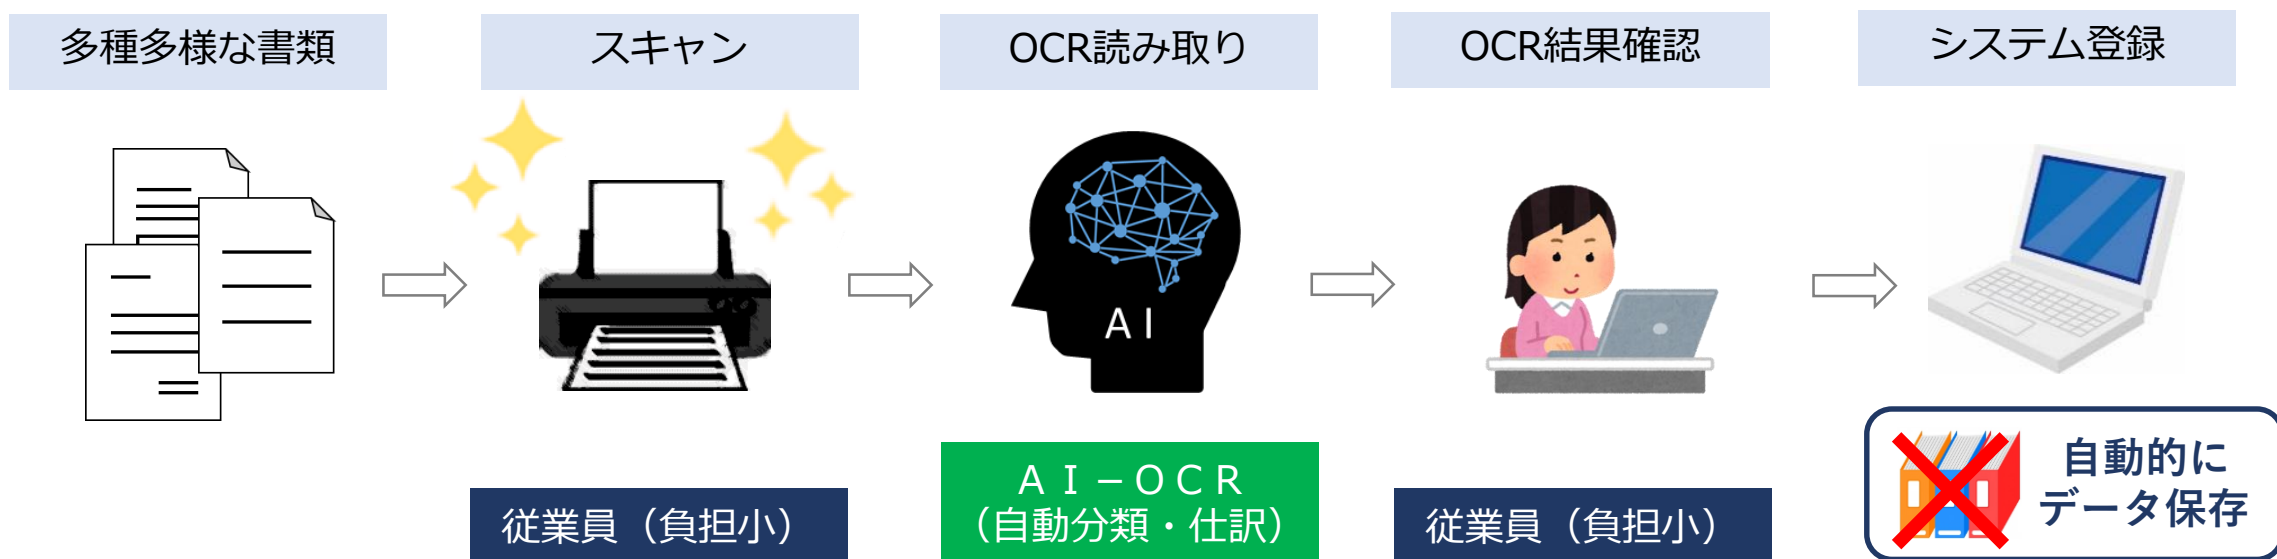 多種多様な書類
スキャン
OCR読み取り
OCR結果確認
システム登録
AI
従業員（負担小）
ＡＩ－ＯＣＲ
（自動分類・仕訳）
従業員（負担小）
自動的に
データ保存